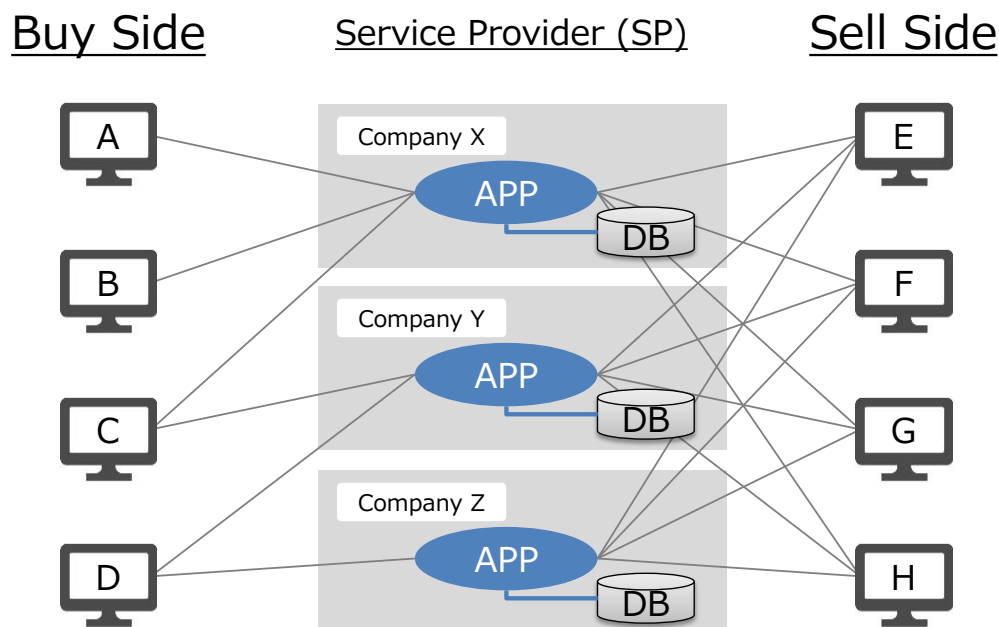 Buy Side
Service Provider (SP)
Sell Side
A
Company X
APP
DB
E
B
F
Company Y
APP
DB
C
G
Company Z
APP
DB
D
H